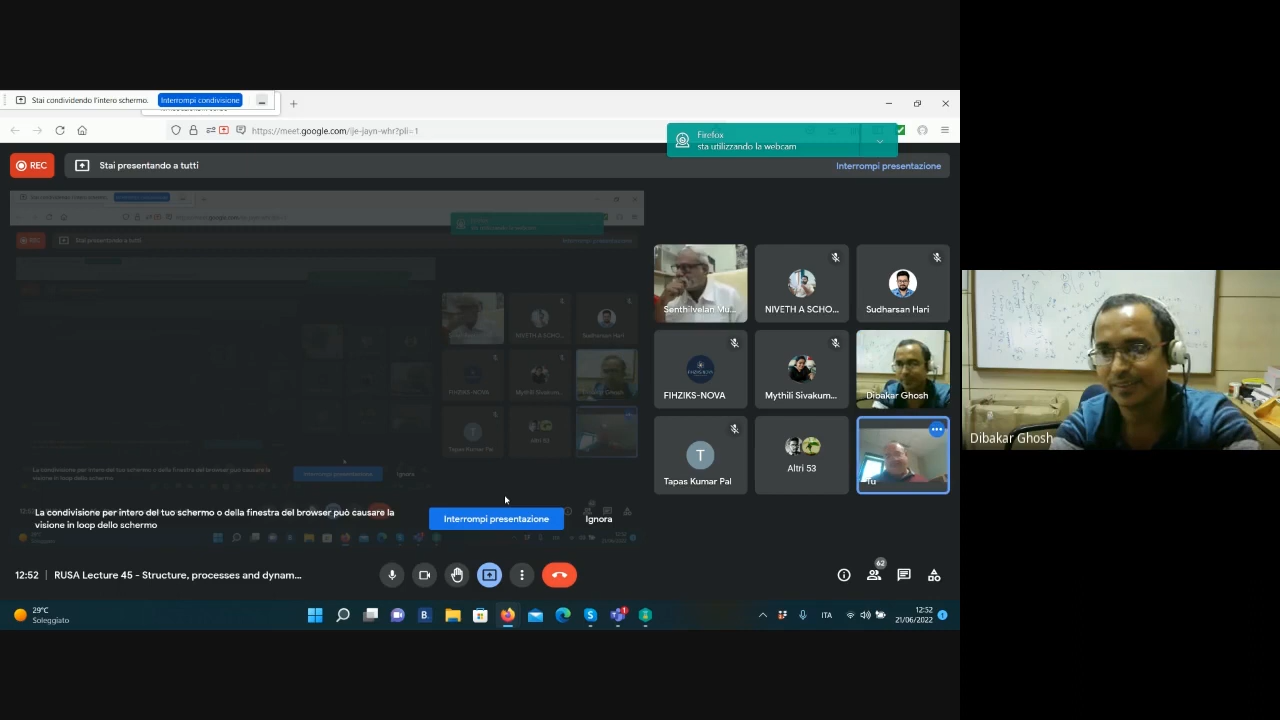 Stai condividendo l'intero schermo.
Interrompi condivisione
https://meet.google.com/ije-jayn-whr?pli=1
Firefox
sta utilizzando la webcam
REC
Stai presentando a tutti
Interrompi presentazione
Senthilvelan Mu...
NIVETH A SCHO...
Sudharsan Hari
FIHZIKS-NOVA
Mythili Sivakum...
Dibakar Ghosh
T
Tapas Kumar Pal
Altri 53
Tu
Dibakar Ghosh
La condivisione per intero del tuo schermo o della finestra del browser può causare la
visione in loop dello schermo
Interrompi presentazione
Ignora
12:52 | RUSA Lecture 45 - Structure, processes and dynam...
62
29°C
Soleggiato
ITA
12:52
21/06/2022